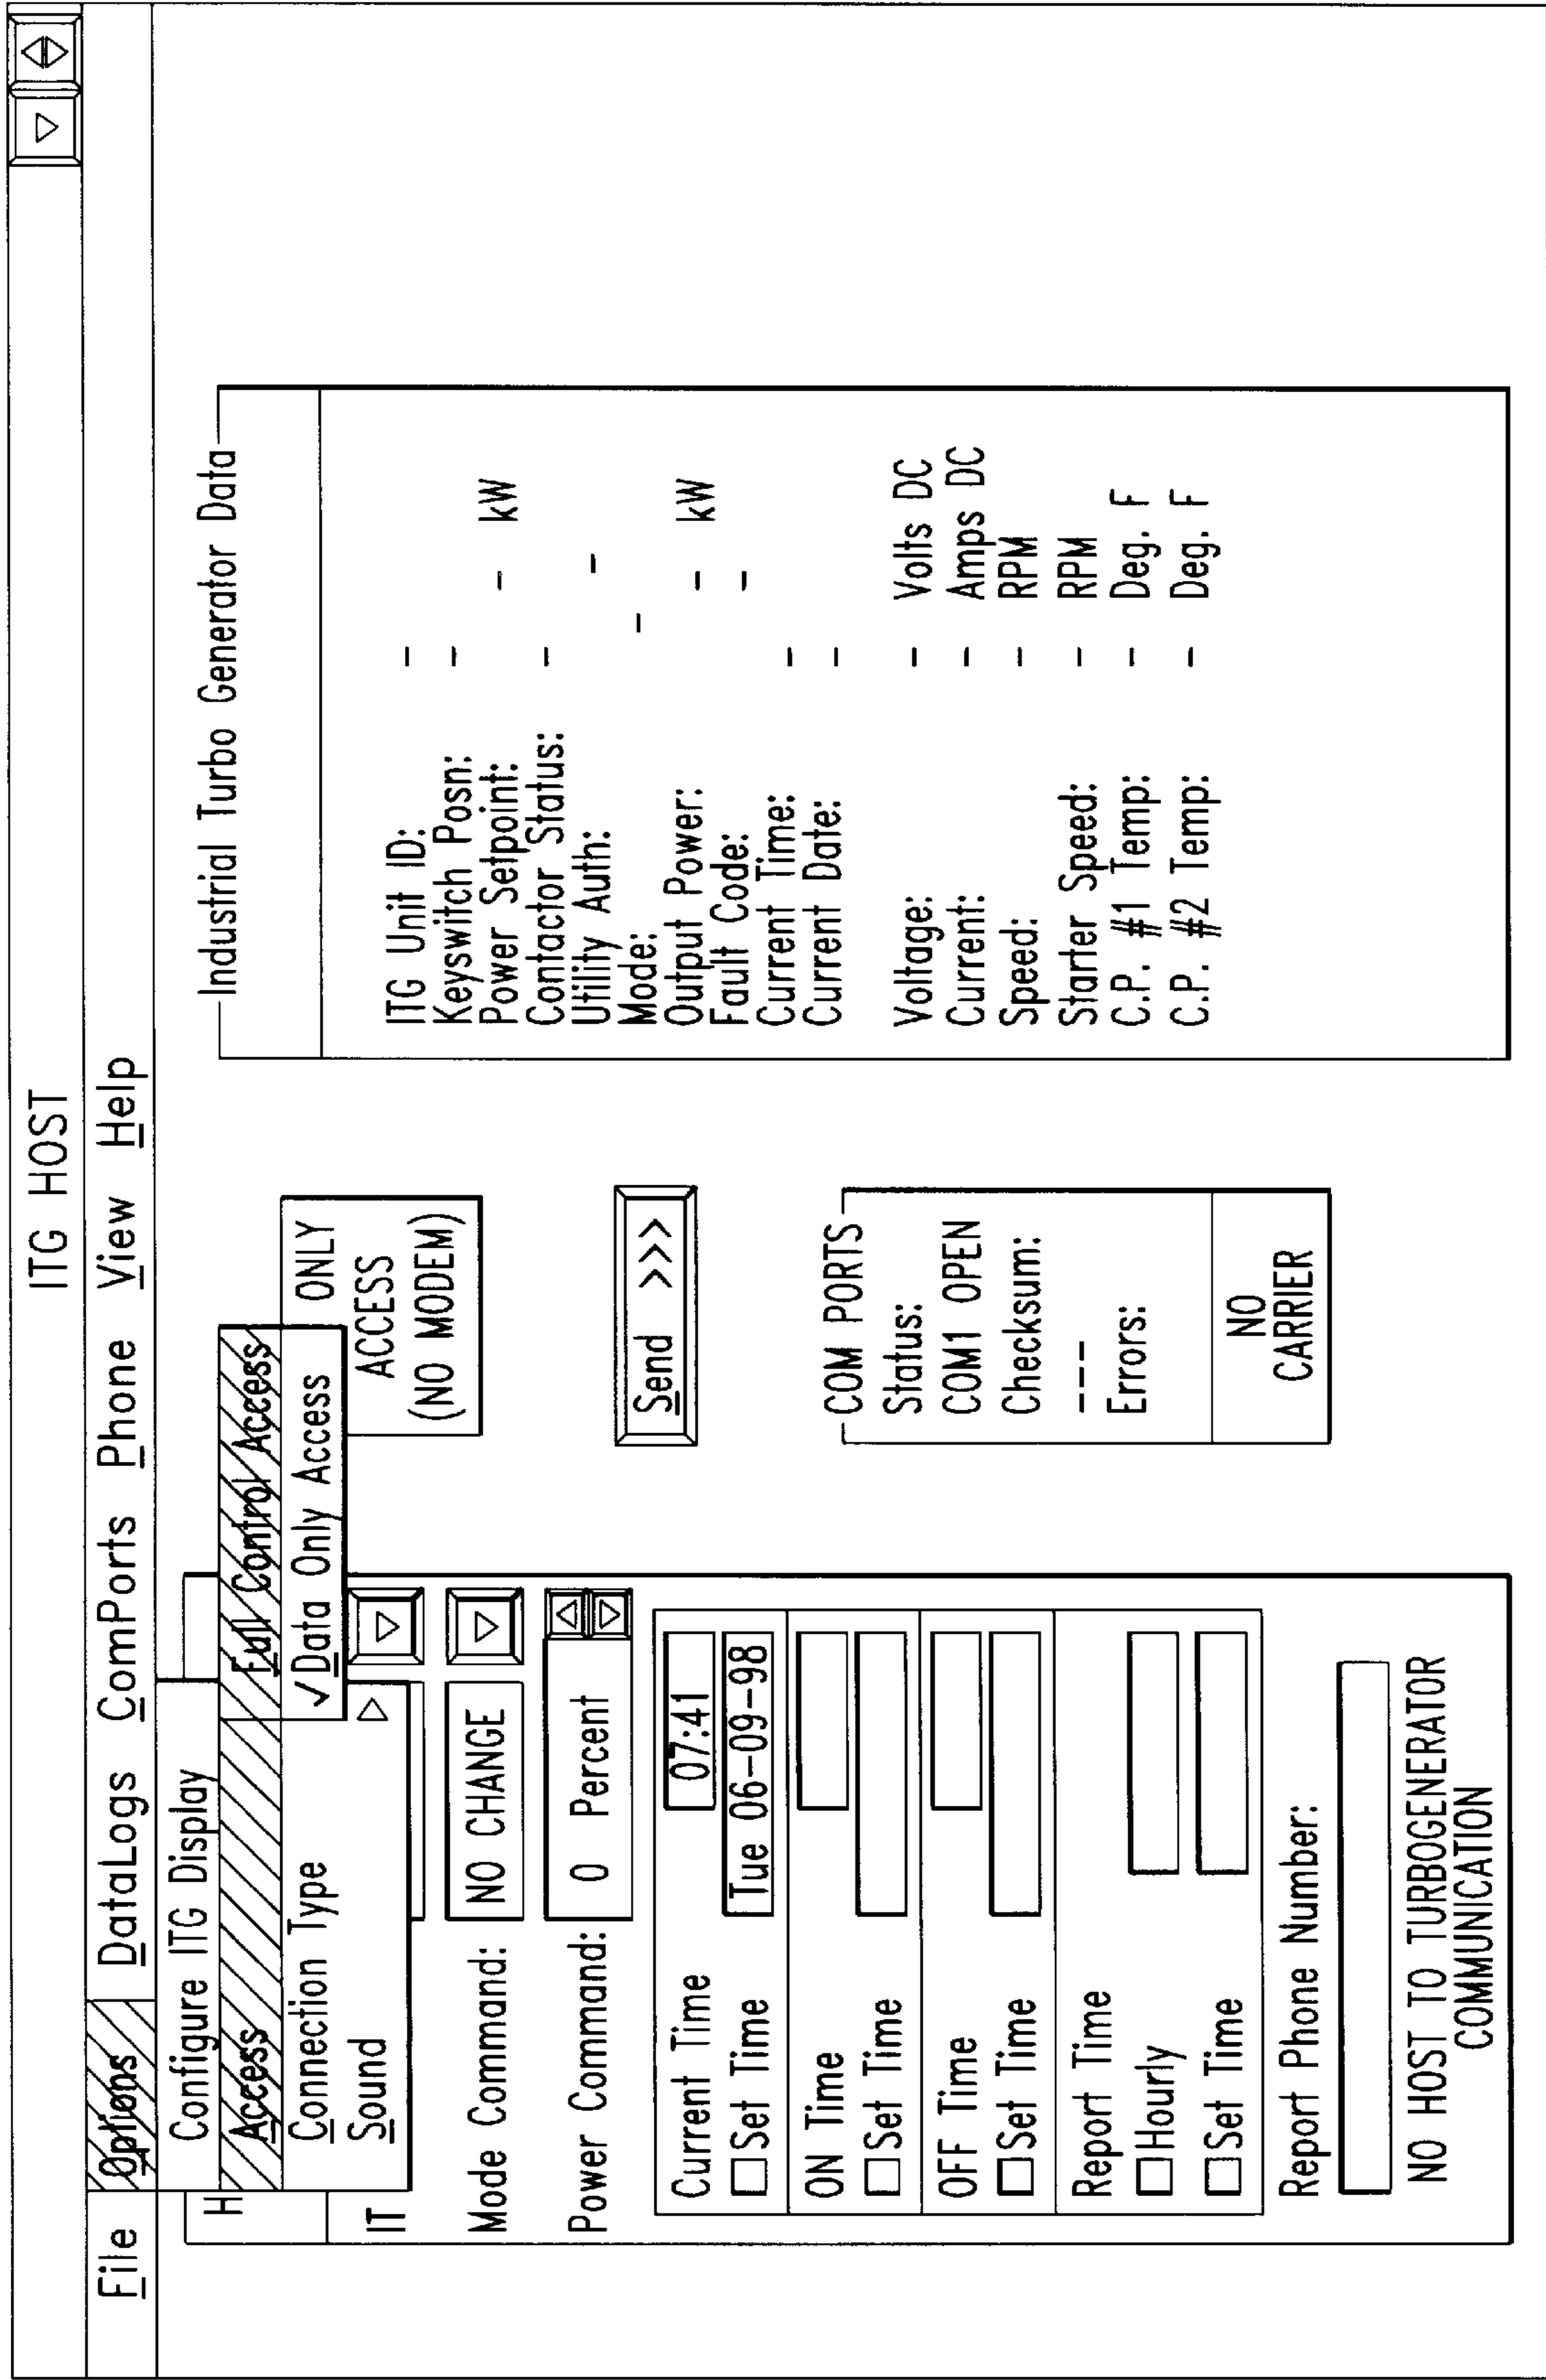 ITG HOST
File Options DataLogs ComPorts Phone View Help
Configure ITG Display
Access
Connection Type
Sound
Full Control Access
✓ Data Only Access
H
IT
ONLY
ACCESS
(NO MODEM)
Mode Command: NO CHANGE
Power Command: 0 Percent
Current Time 07:41
Set Time Tue 06-09-98
ON Time
Set Time
OFF Time
Set Time
Report Time
Hourly
Set Time
Report Phone Number:
NO HOST TO TURBOGENERATOR
COMMUNICATION
Send >>>
COM PORTS
Status:
COM1 OPEN
Checksum:
---
Errors:
NO
CARRIER
Industrial Turbo Generator Data
ITG Unit ID: -
Keyswitch Posn: -
Power Setpoint: - kW
Contactor Status: -
Utility Auth: -
Mode: -
Output Power: - kW
Fault Code: -
Current Time: -
Current Date: -
Voltage: - Volts DC
Current: - Amps DC
Speed: - RPM
Starter Speed: - RPM
C.P. #1 Temp: - Deg. F
C.P. #2 Temp: - Deg. F